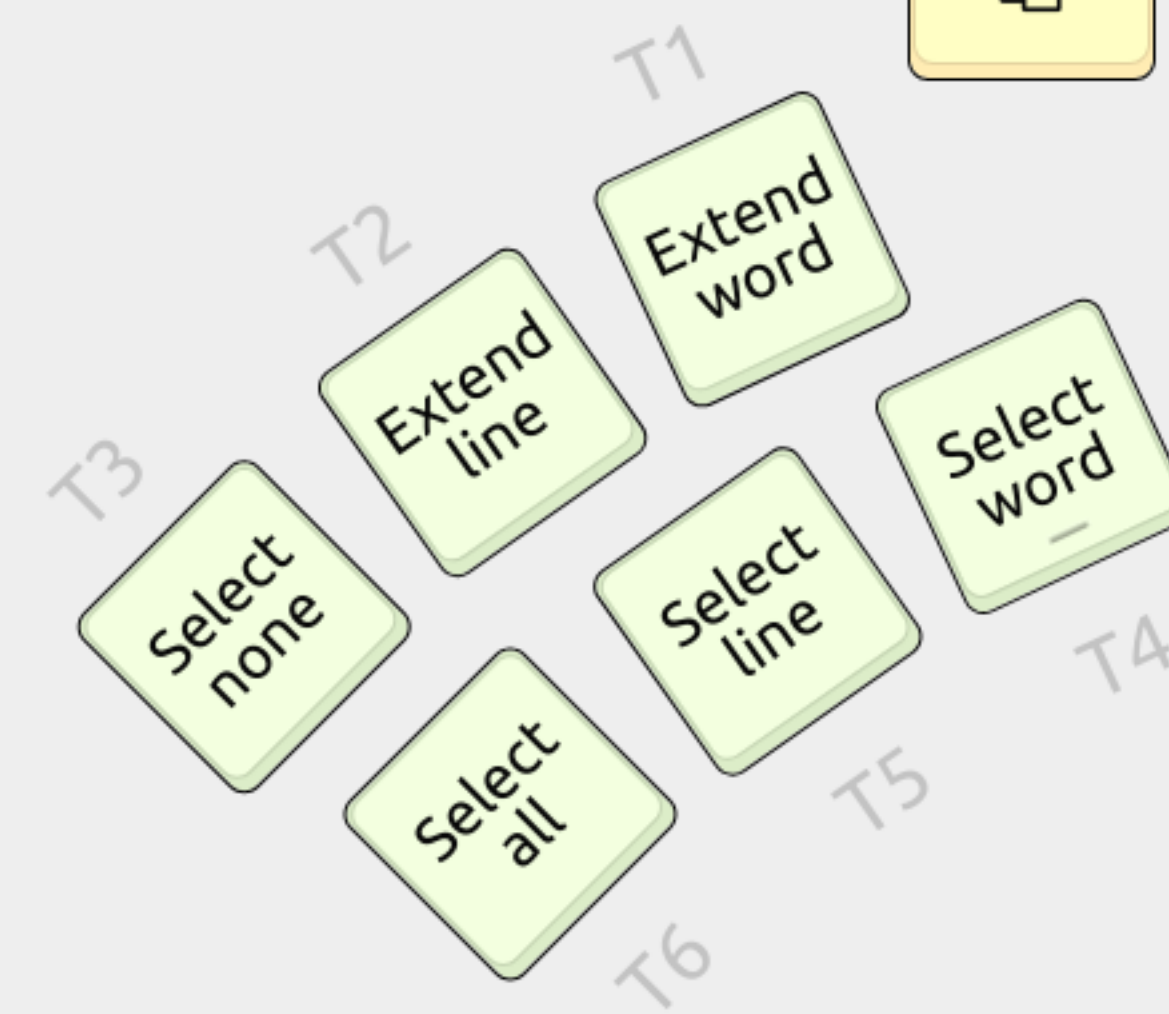 T1
Extend
word
T2
Extend
line
T3
Select
none
Select
word
T4
Select
line
T5
Select
all
T6